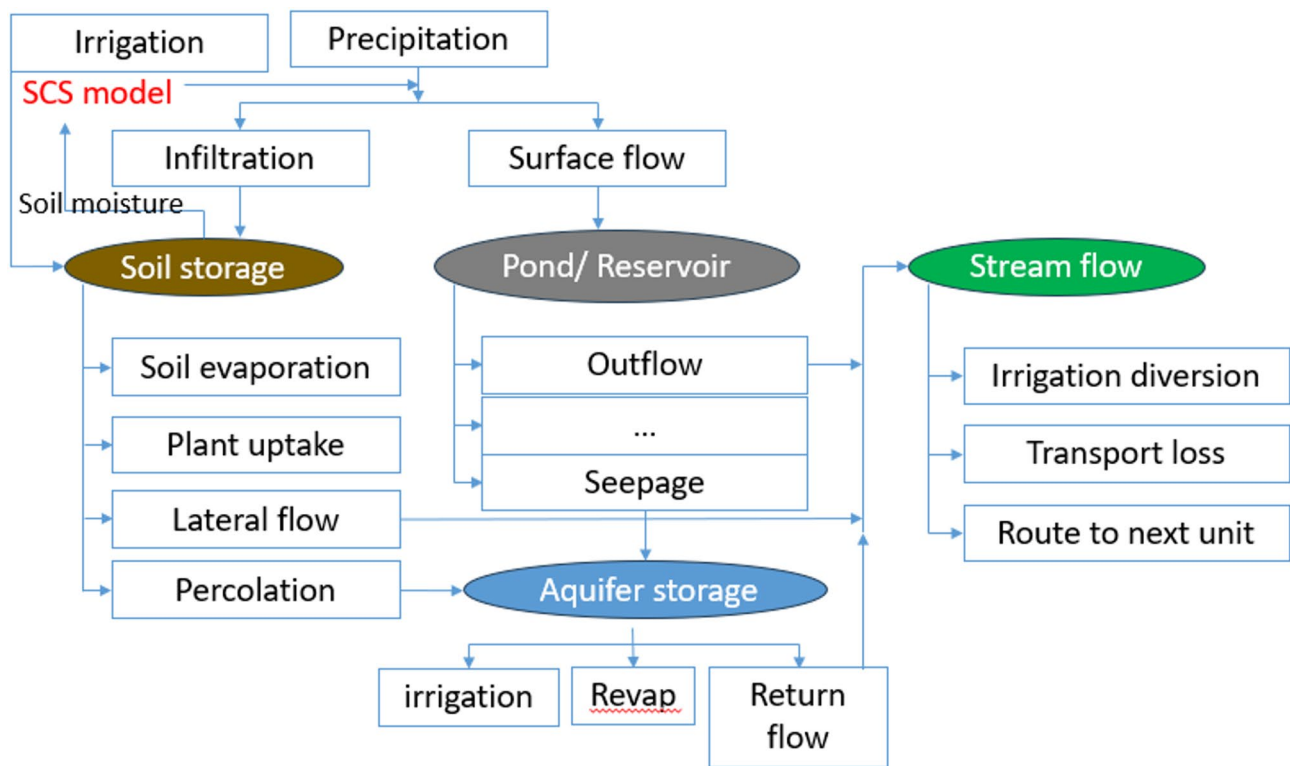 Irrigation
Precipitation
SCS model
Infiltration
Surface flow
Soil moisture
Soil storage
Pond/ Reservoir
Stream flow
Soil evaporation
Outflow
Irrigation diversion
Plant uptake
...
Transport loss
Seepage
Lateral flow
Route to next unit
Percolation
Aquifer storage
irrigation
Revap
Return
flow